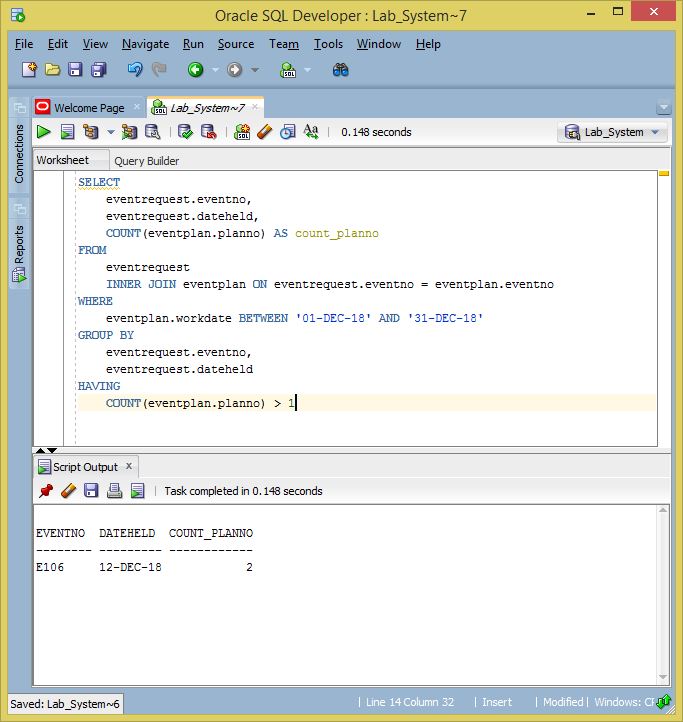 Oracle SQL Developer : Lab_System~7
File Edit View Navigate Run Source Team Tools Window Help
Connections
Reports
Welcome Page
Lab_System~7
0.148 seconds
Lab_System
Worksheet Query Builder
SELECT
eventrequest.eventno,
eventrequest.dateheld,
COUNT(eventplan.planno) AS count_planno
FROM
eventrequest
INNER JOIN eventplan ON eventrequest.eventno = eventplan.eventno
WHERE
eventplan.workdate BETWEEN '01-DEC-18' AND '31-DEC-18'
GROUP BY
eventrequest.eventno,
eventrequest.dateheld
HAVING
COUNT(eventplan.planno) > 1
Script Output x
Task completed in 0.148 seconds
EVENTNO DATEHELD COUNT_PLANNO
-------- --------- ------------
E106 12-DEC-18 2
Saved: Lab_System~6
Line 14 Column 32 Insert Modified Windows: